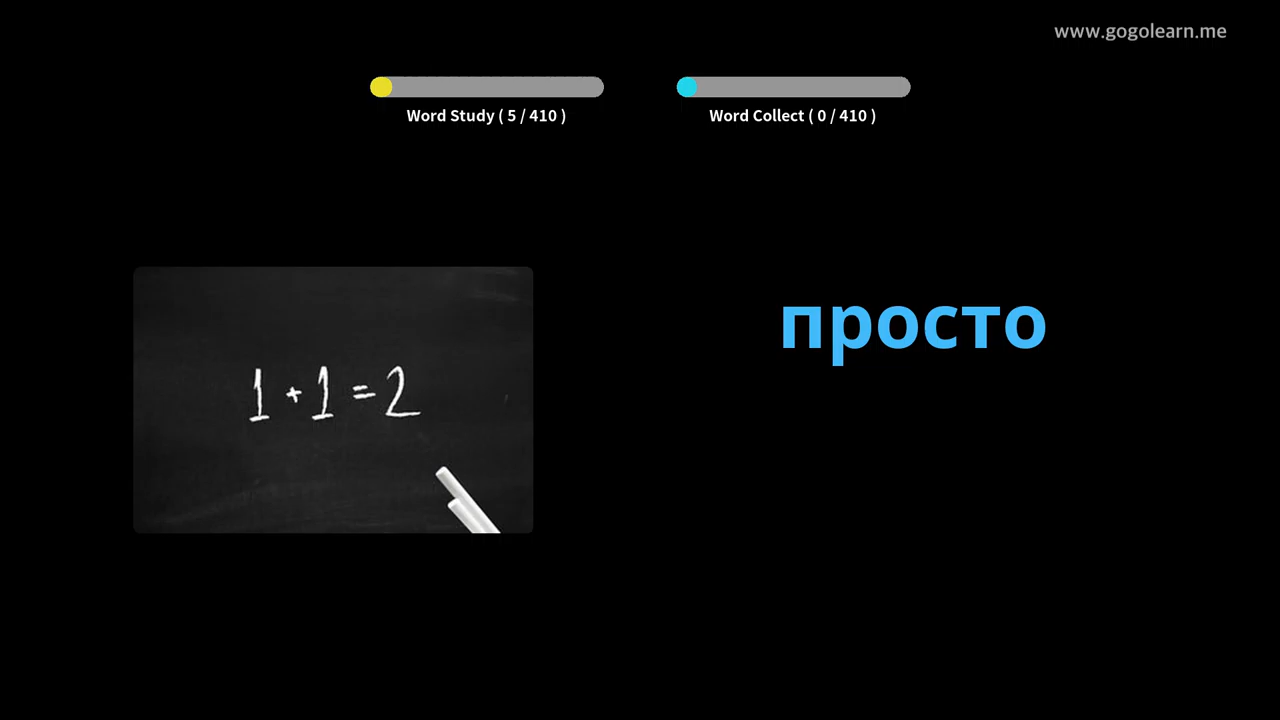 www.gogolearn.me
Word Study ( 5 / 410 )
Word Collect ( 0 / 410 )
просто
1 + 1 = 2